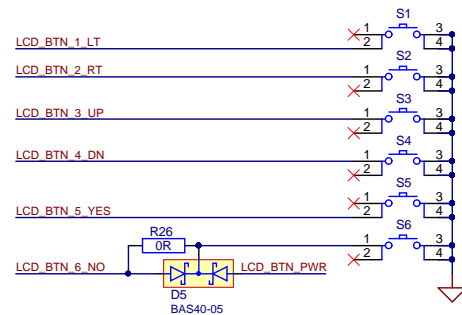 S1
1 3
LCD_BTN_1_LT 2 4
S2
LCD_BTN_2_RT 1 3
2 4
S3
LCD_BTN_3_UP 1 3
2 4
S4
LCD_BTN_4_DN 1 3
2 4
S5
1 3
LCD_BTN_5_YES 2 4
R26 S6
0R 1 3
LCD_BTN_6_NO LCD_BTN_PWR 2 4
D5
BAS40-05